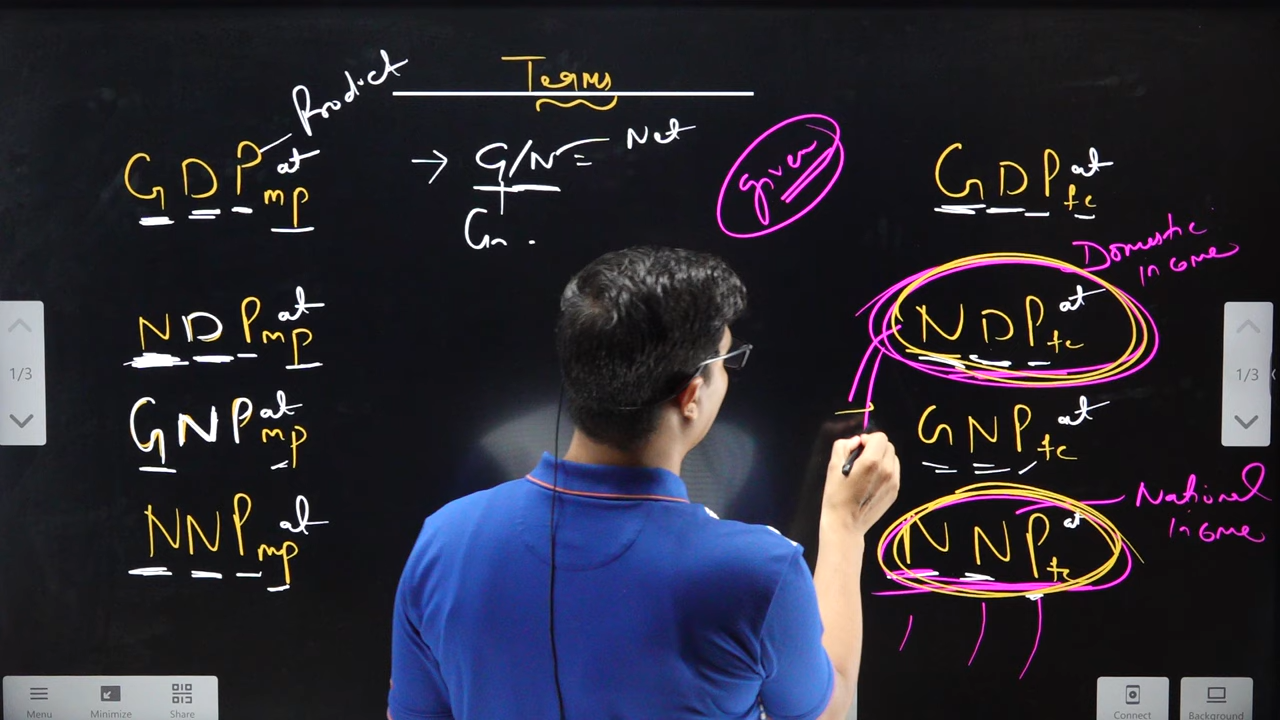 Terms
Product
GDP at mp
→ G/N = Net
Gn.
given
GDP at fc
Domestic
income
NDP at mp
NDP at fc
GNP at mp
GNP at fc
NNP at mp
NNP at fc
National
income
1/3
1/3
Menu
Minimize
Share
Connect
Background